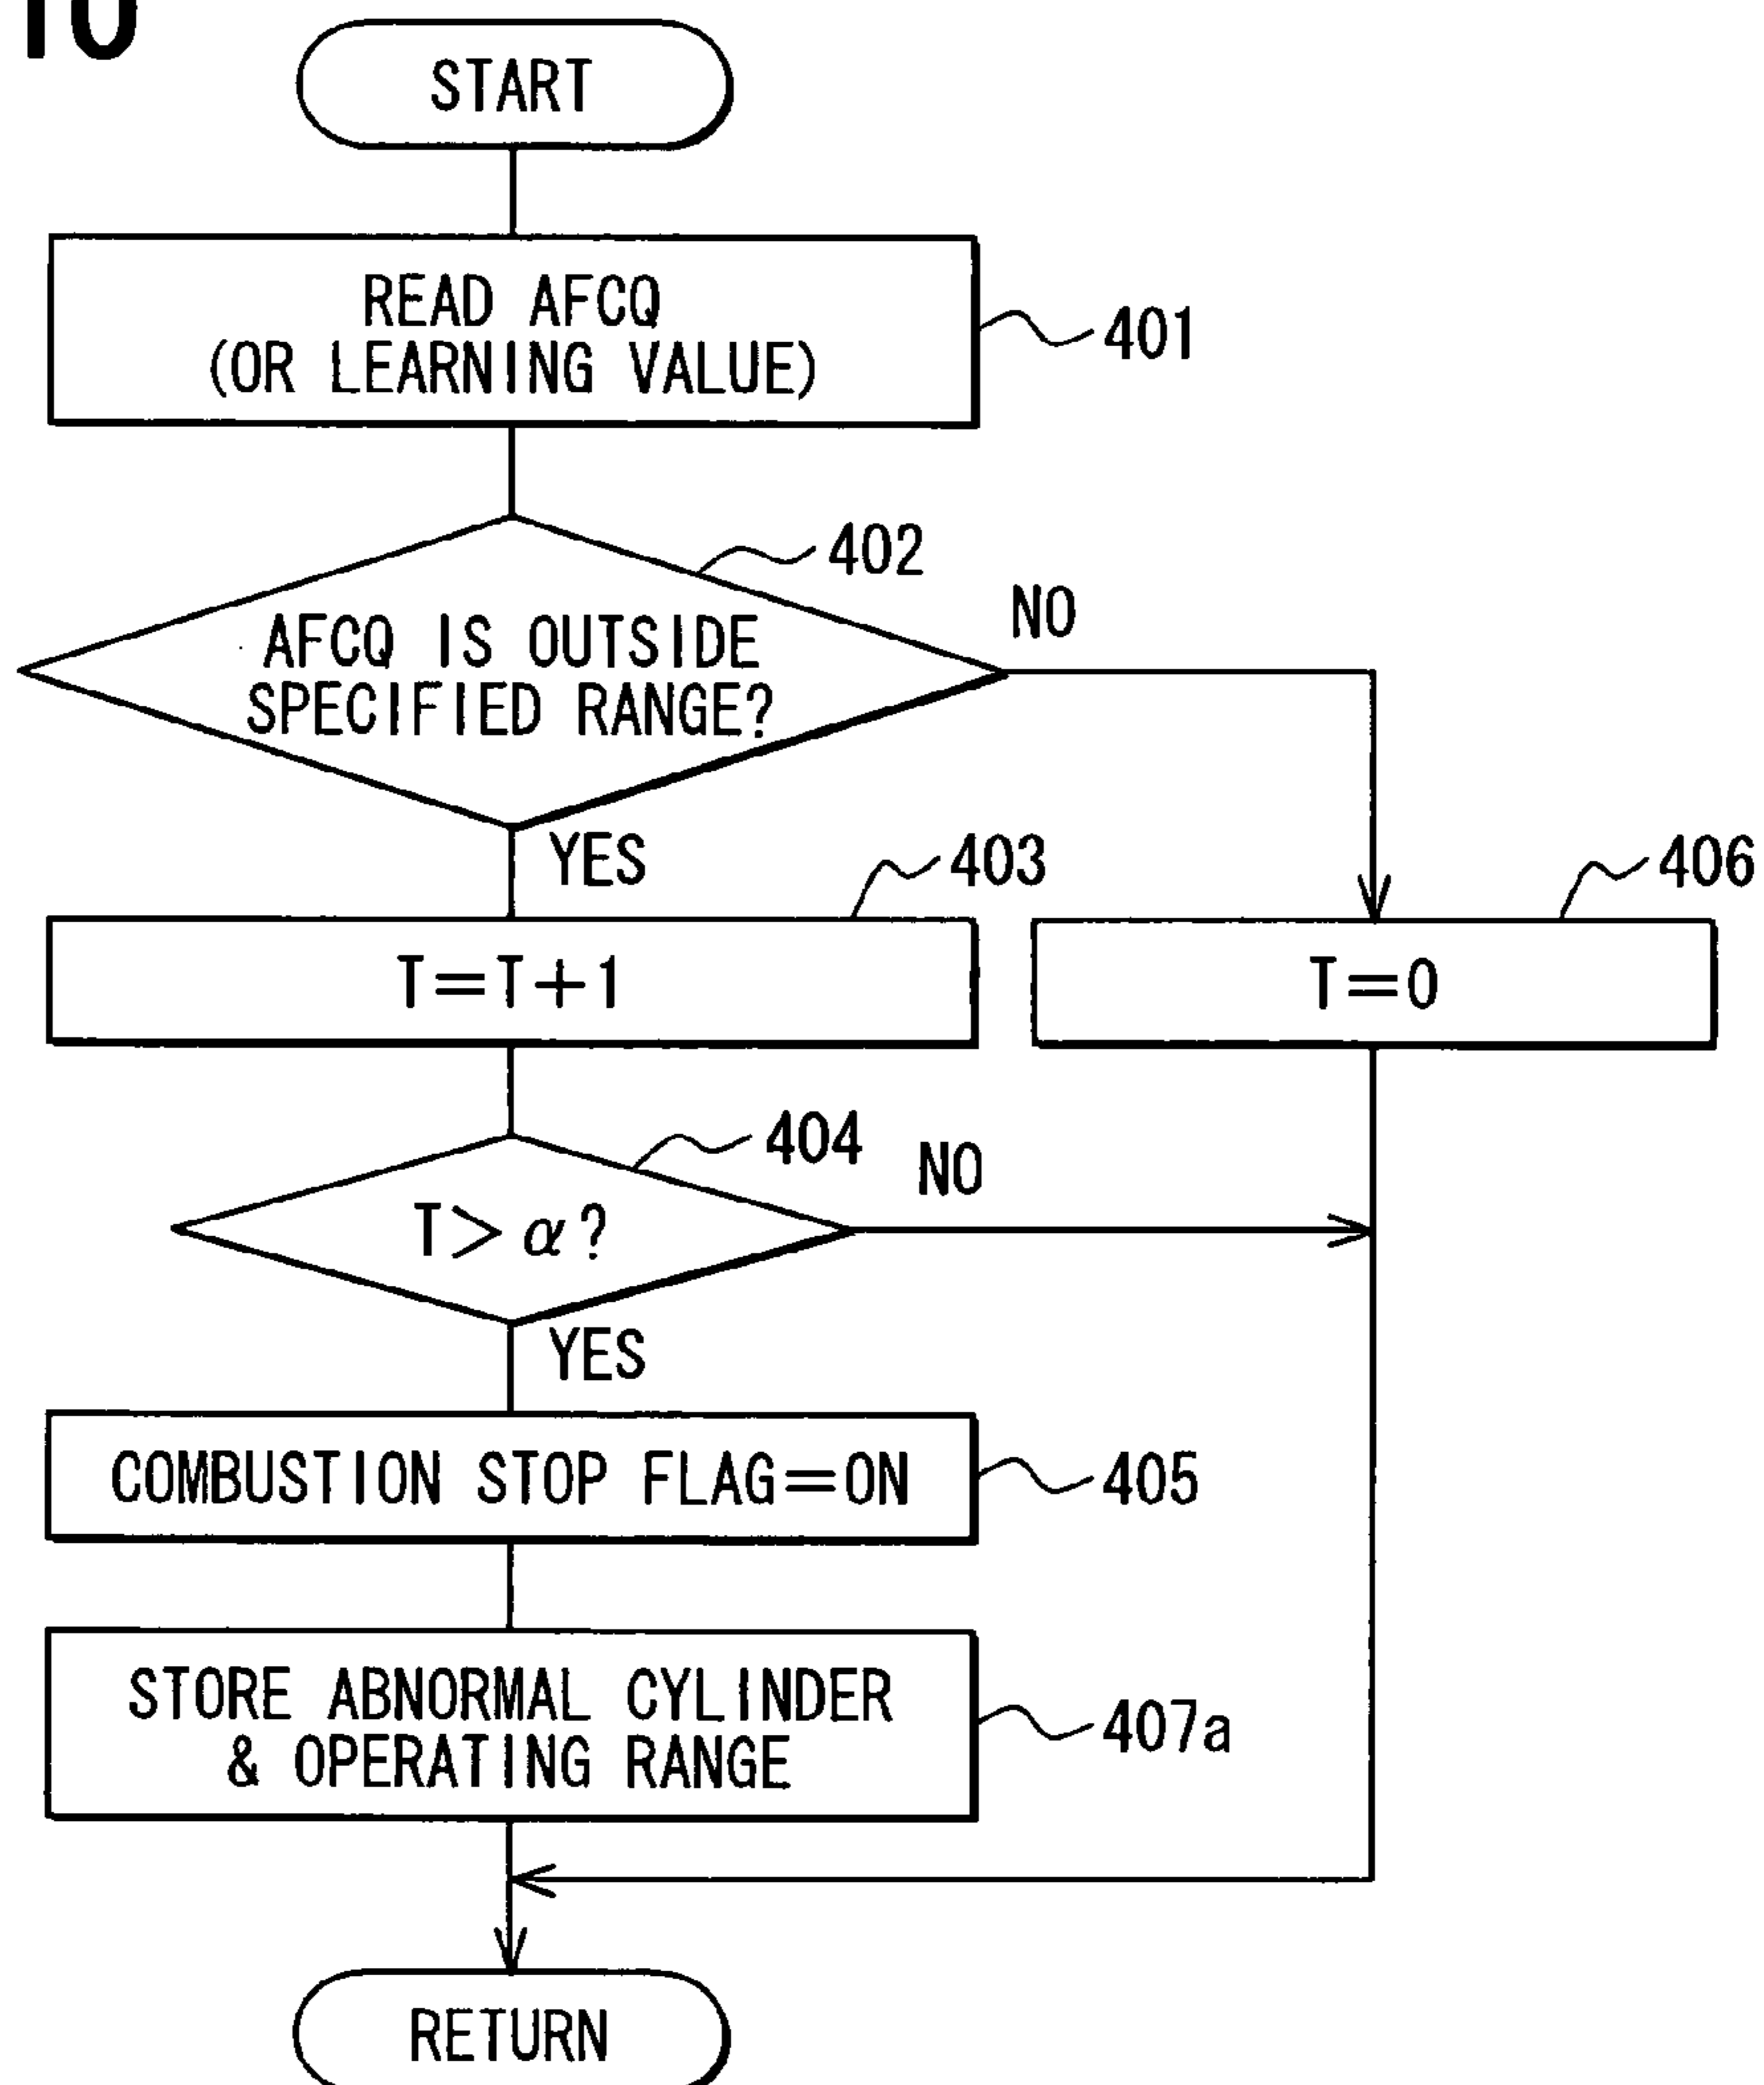 10
START
READ AFCQ
(OR LEARNING VALUE)
401
402
AFCQ IS OUTSIDE
SPECIFIED RANGE?
NO
YES
403
406
T=T+1
T=0
404
NO
T>α?
YES
COMBUSTION STOP FLAG=ON
405
STORE ABNORMAL CYLINDER
& OPERATING RANGE
407a
RETURN